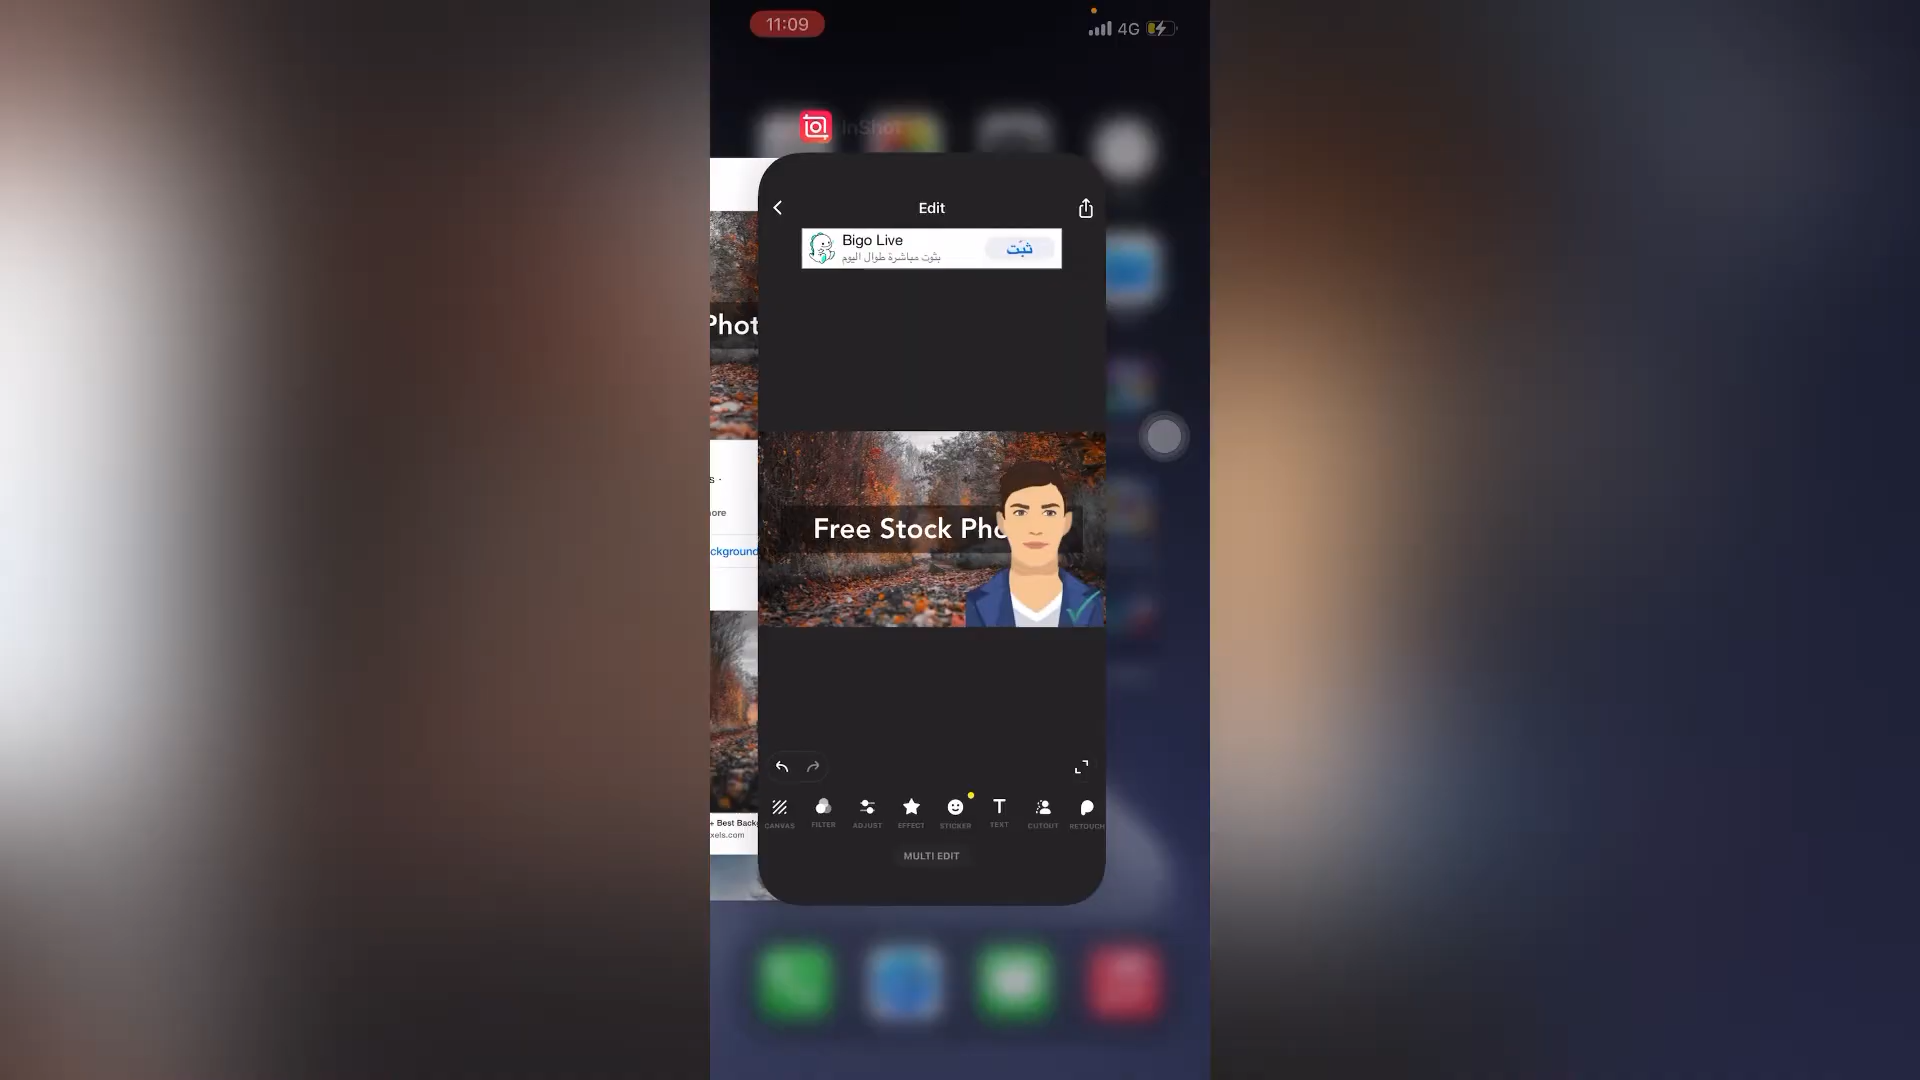 11:09
4G
InShot
Edit
Bigo Live
ثبّت
بثوث مباشرة طوال اليوم
Phot
Free Stock Pho
s ·
ore
ckground
+ Best Backg
xels.com
CANVAS
FILTER
ADJUST
EFFECT
STICKER
TEXT
CUTOUT
RETOUCH
MULTI EDIT